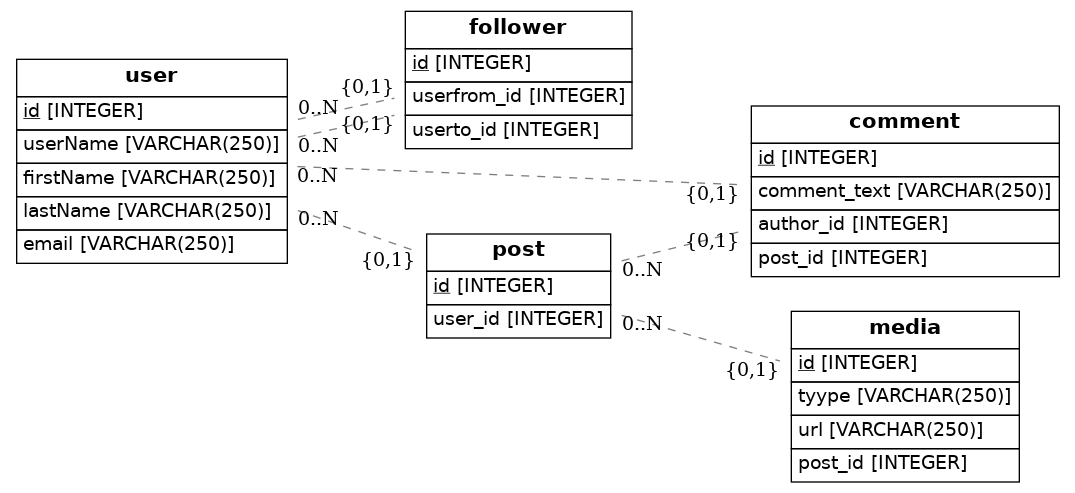 user
id [INTEGER]
userName [VARCHAR(250)]
firstName [VARCHAR(250)]
lastName [VARCHAR(250)]
email [VARCHAR(250)]
follower
id [INTEGER]
userfrom_id [INTEGER]
userto_id [INTEGER]
{0,1}
0..N
{0,1}
0..N
0..N
{0,1}
0..N
{0,1}
post
id [INTEGER]
user_id [INTEGER]
comment
id [INTEGER]
comment_text [VARCHAR(250)]
author_id [INTEGER]
post_id [INTEGER]
{0,1}
0..N
0..N
{0,1}
media
id [INTEGER]
tyype [VARCHAR(250)]
url [VARCHAR(250)]
post_id [INTEGER]